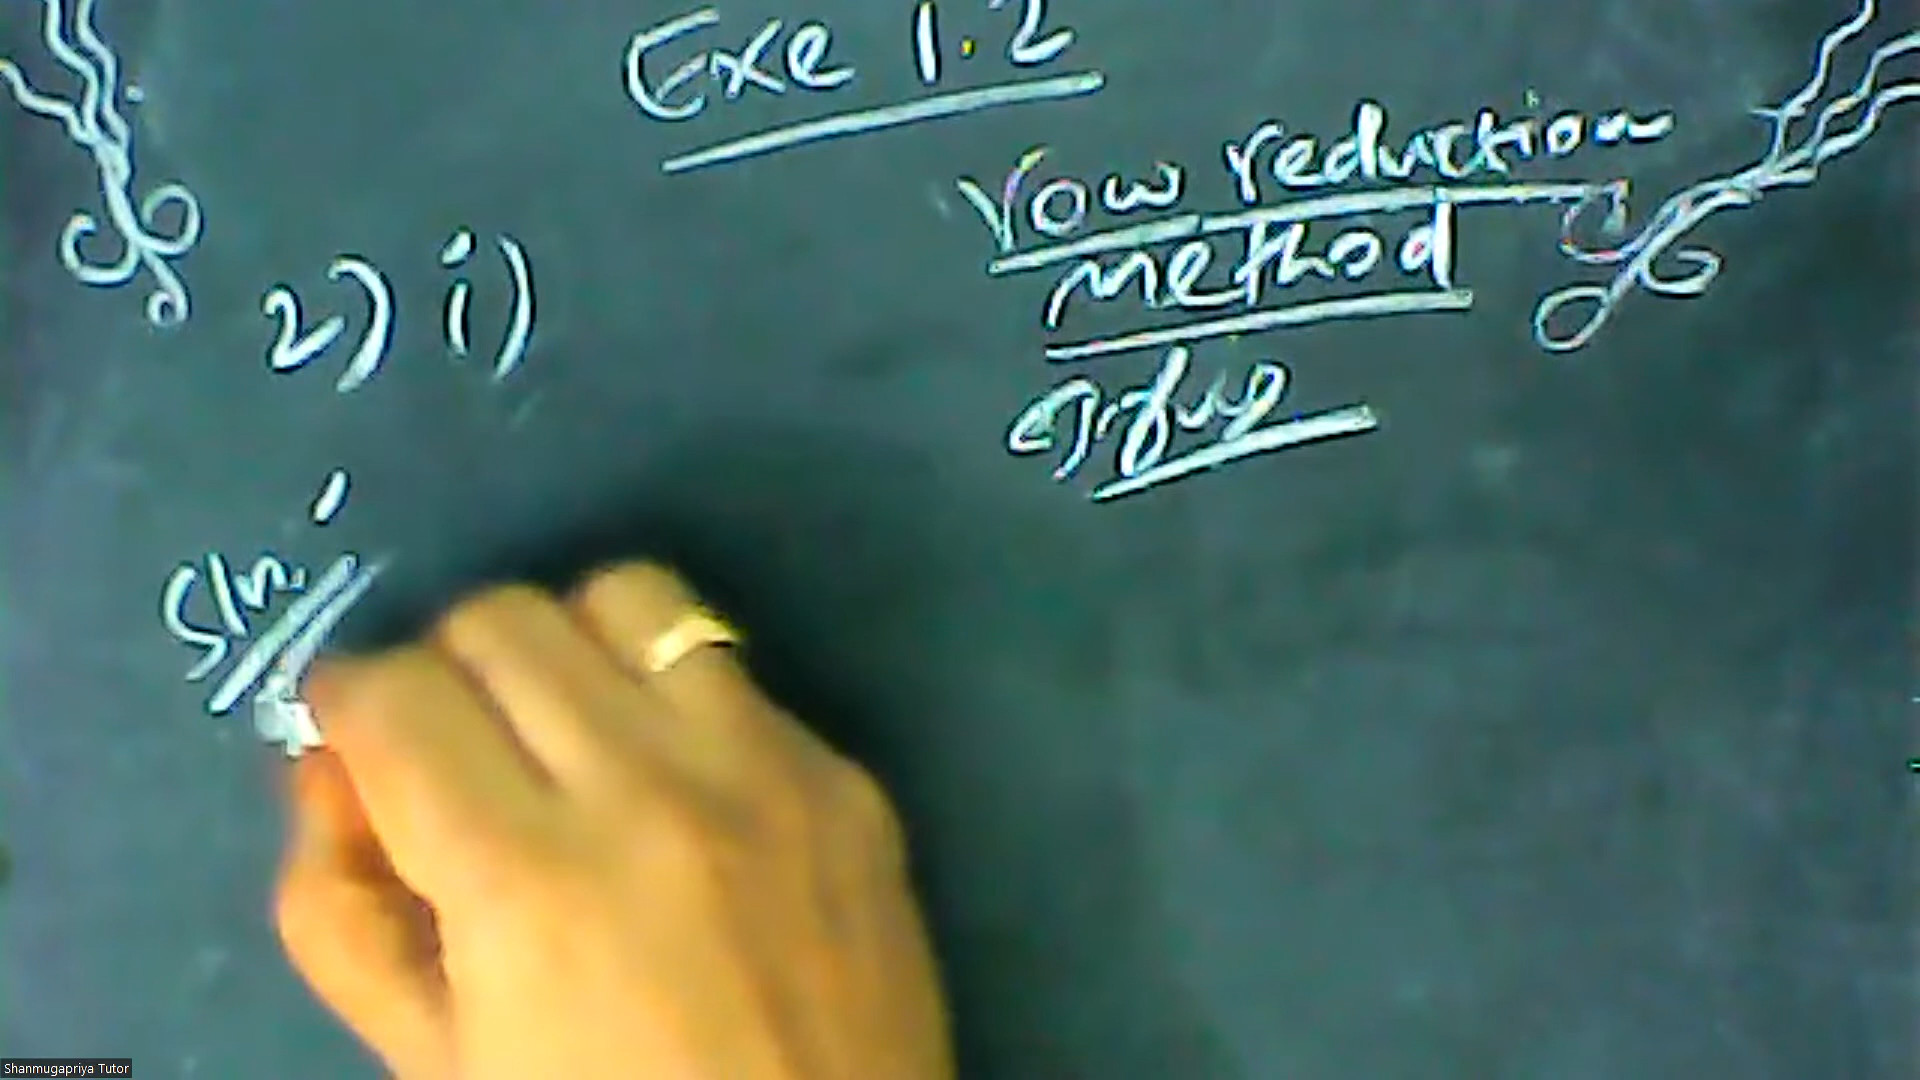 Exe 1.2
row reduction
method
2) i)
Sln.
Shanmugapriya Tutor